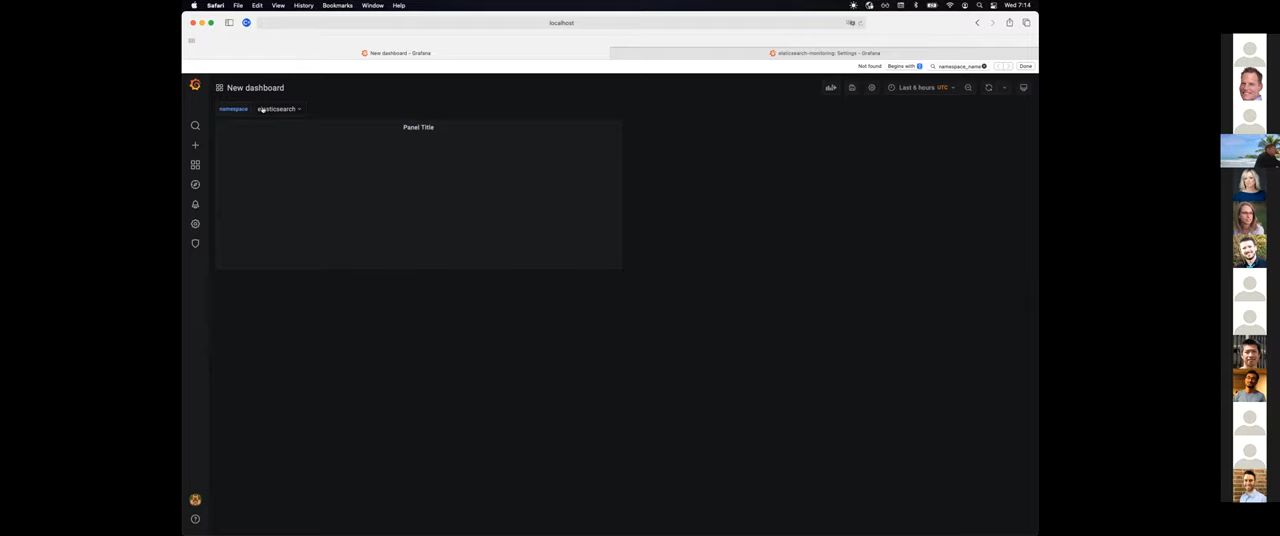 Safari File Edit View History Bookmarks Window Help Wed 7:14
localhost
New dashboard - Grafana elasticsearch-monitoring: Settings - Grafana
Not found Begins with namespace_name Done
New dashboard Last 6 hours UTC
namespace elasticsearch
Panel Title